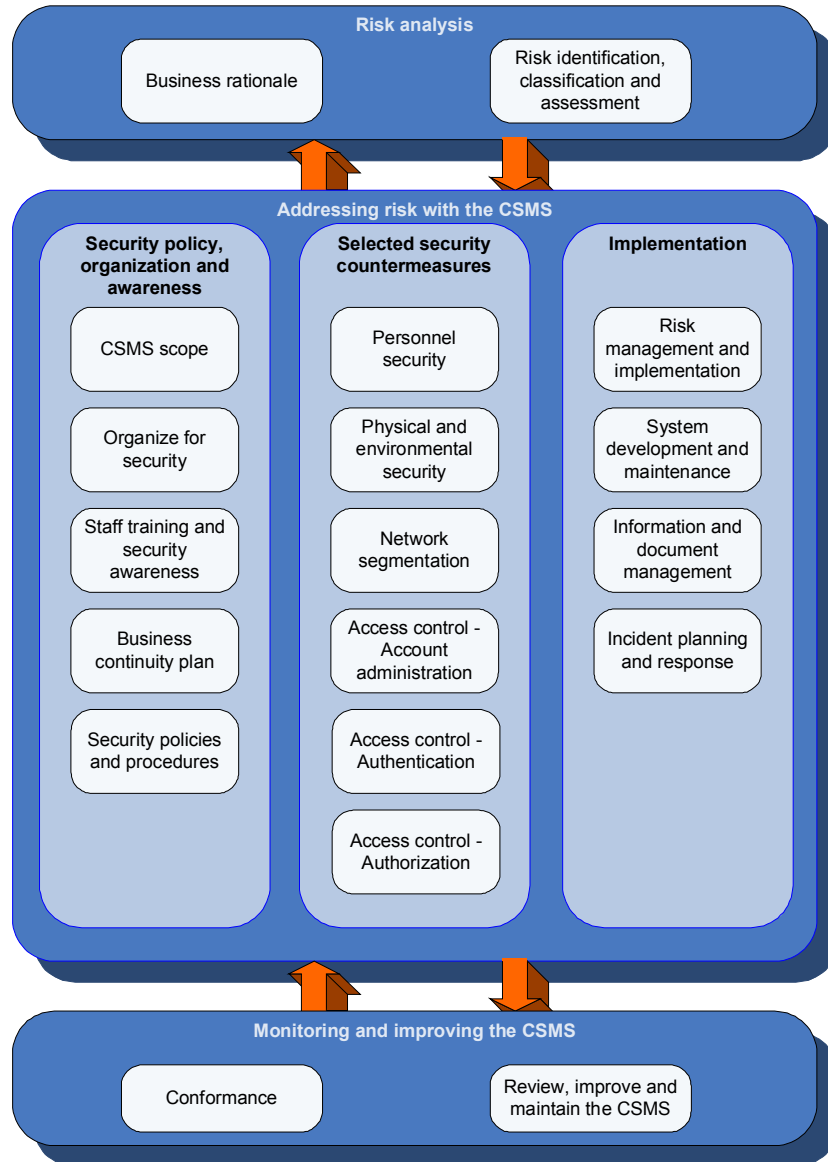 Risk analysis
Business rationale
Risk identification,
classification and
assessment
Addressing risk with the CSMS
Security policy,
organization and
awareness
CSMS scope
Organize for
security
Staff training and
security
awareness
Business
continuity plan
Security policies
and procedures
Selected security
countermeasures
Personnel
security
Physical and
environmental
security
Network
segmentation
Access control -
Account
administration
Access control -
Authentication
Access control -
Authorization
Implementation
Risk
management and
implementation
System
development and
maintenance
Information and
document
management
Incident planning
and response
Monitoring and improving the CSMS
Conformance
Review, improve and
maintain the CSMS